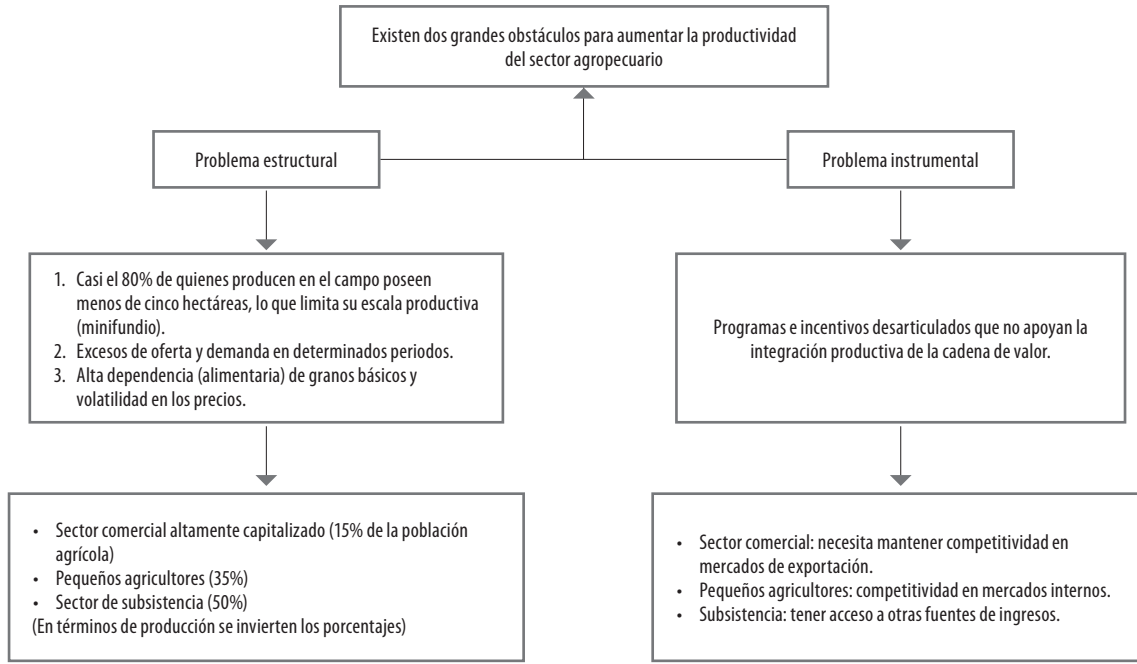 Existen dos grandes obstáculos para aumentar la productividad
del sector agropecuario
Problema estructural
Problema instrumental
1. Casi el 80% de quienes producen en el campo poseen
menos de cinco hectáreas, lo que limita su escala productiva
(minifundio).
2. Excesos de oferta y demanda en determinados periodos.
3. Alta dependencia (alimentaria) de granos básicos y
volatilidad en los precios.
Programas e incentivos desarticulados que no apoyan la
integración productiva de la cadena de valor.
• Sector comercial altamente capitalizado (15% de la población
agrícola)
• Pequeños agricultores (35%)
• Sector de subsistencia (50%)
(En términos de producción se invierten los porcentajes)
• Sector comercial: necesita mantener competitividad en
mercados de exportación.
• Pequeños agricultores: competitividad en mercados internos.
• Subsistencia: tener acceso a otras fuentes de ingresos.